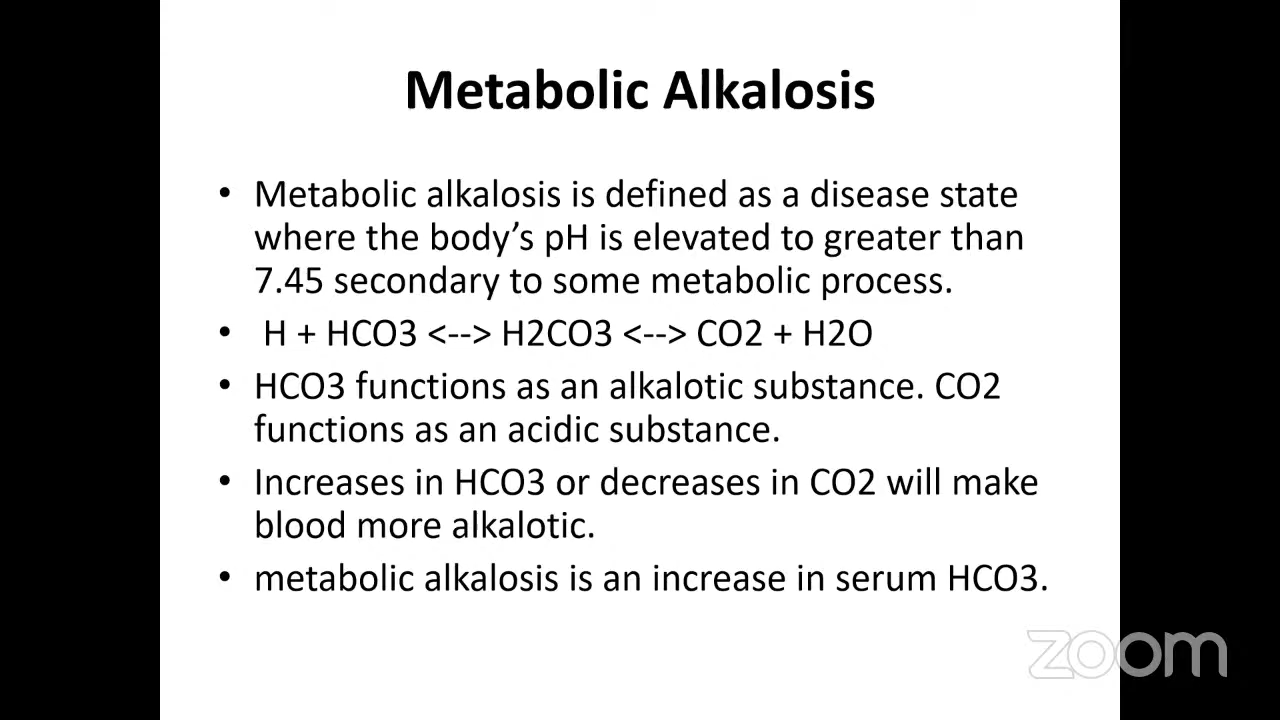 Metabolic Alkalosis
• Metabolic alkalosis is defined as a disease state
where the body’s pH is elevated to greater than
7.45 secondary to some metabolic process.
• H + HCO3 <--> H2CO3 <--> CO2 + H2O
• HCO3 functions as an alkalotic substance. CO2
functions as an acidic substance.
• Increases in HCO3 or decreases in CO2 will make
blood more alkalotic.
• metabolic alkalosis is an increase in serum HCO3.
zoom